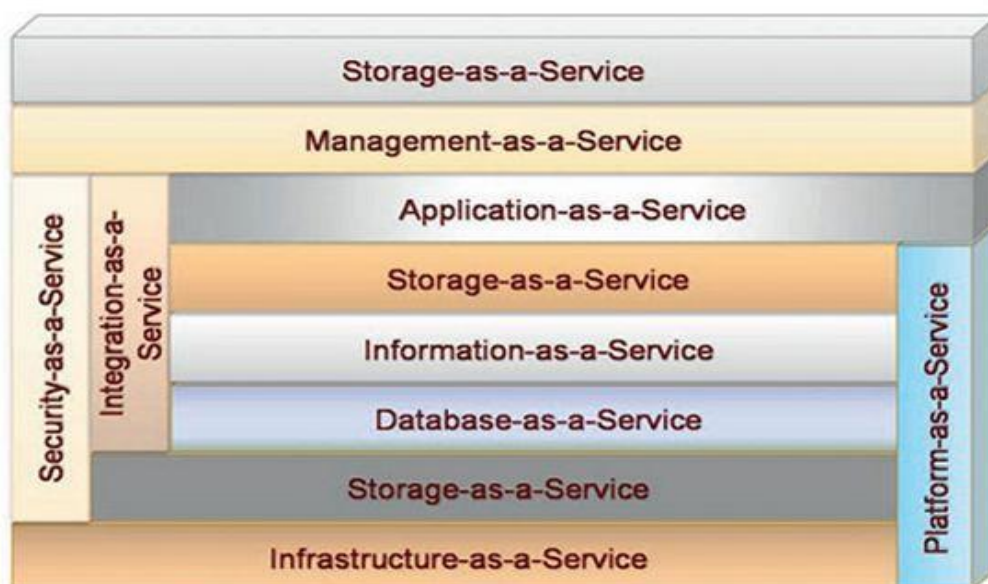 Storage-as-a-Service
Management-as-a-Service
Security-as-a-Service
Integration-as-a-
Service
Application-as-a-Service
Storage-as-a-Service
Information-as-a-Service
Database-as-a-Service
Storage-as-a-Service
Platform-as-a-Service
Infrastructure-as-a-Service